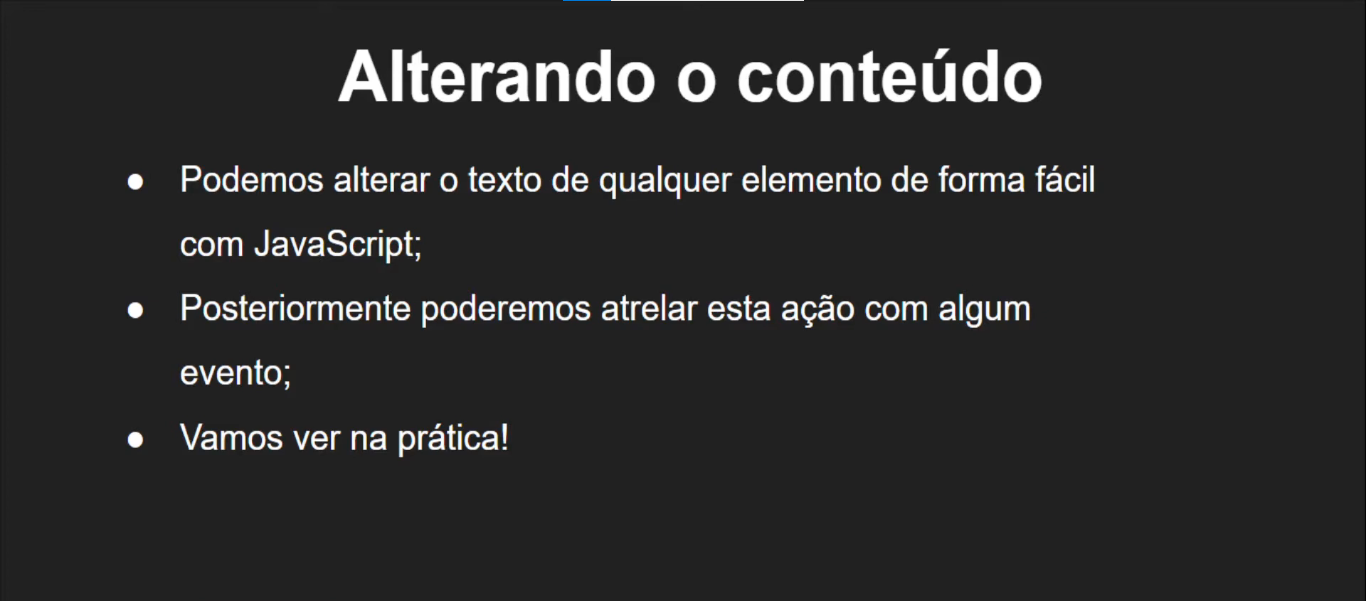 Alterando o conteúdo
● Podemos alterar o texto de qualquer elemento de forma fácil
com JavaScript;
● Posteriormente poderemos atrelar esta ação com algum
evento;
● Vamos ver na prática!